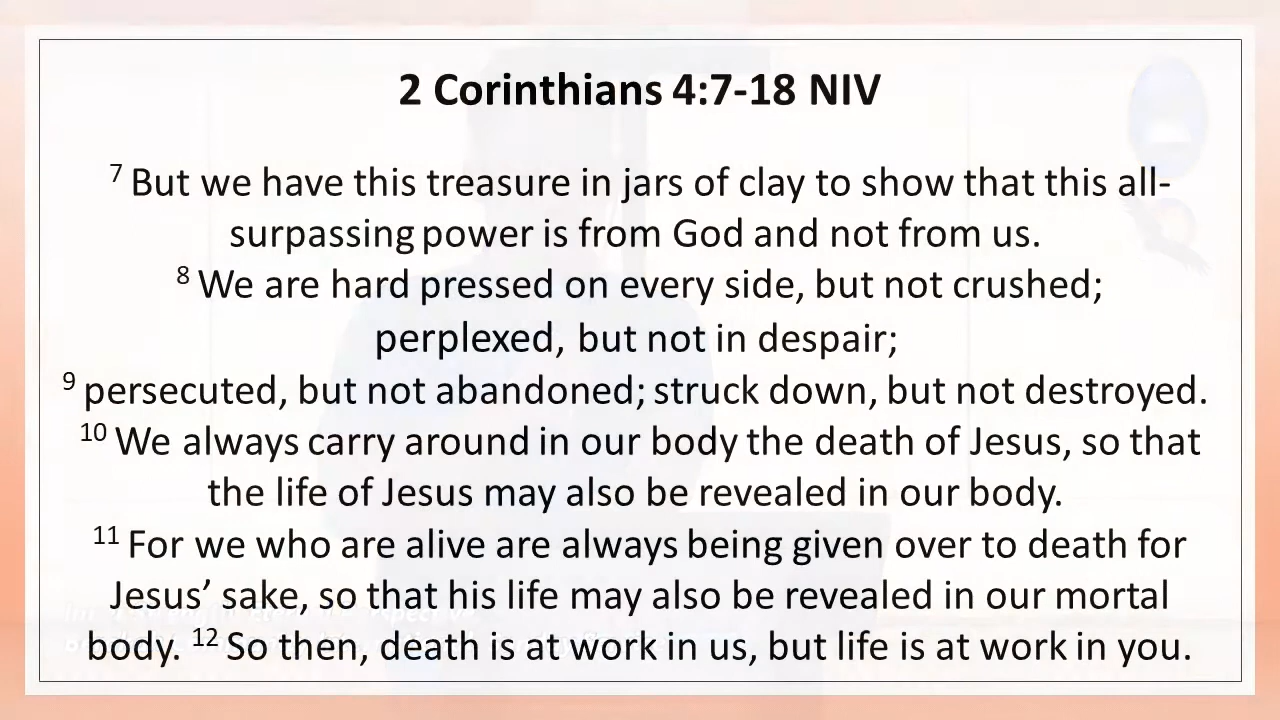 2 Corinthians 4:7-18 NIV
7 But we have this treasure in jars of clay to show that this all-
surpassing power is from God and not from us.
8 We are hard pressed on every side, but not crushed;
perplexed, but not in despair;
9 persecuted, but not abandoned; struck down, but not destroyed.
10 We always carry around in our body the death of Jesus, so that
the life of Jesus may also be revealed in our body.
11 For we who are alive are always being given over to death for
Jesus’ sake, so that his life may also be revealed in our mortal
body. 12 So then, death is at work in us, but life is at work in you.